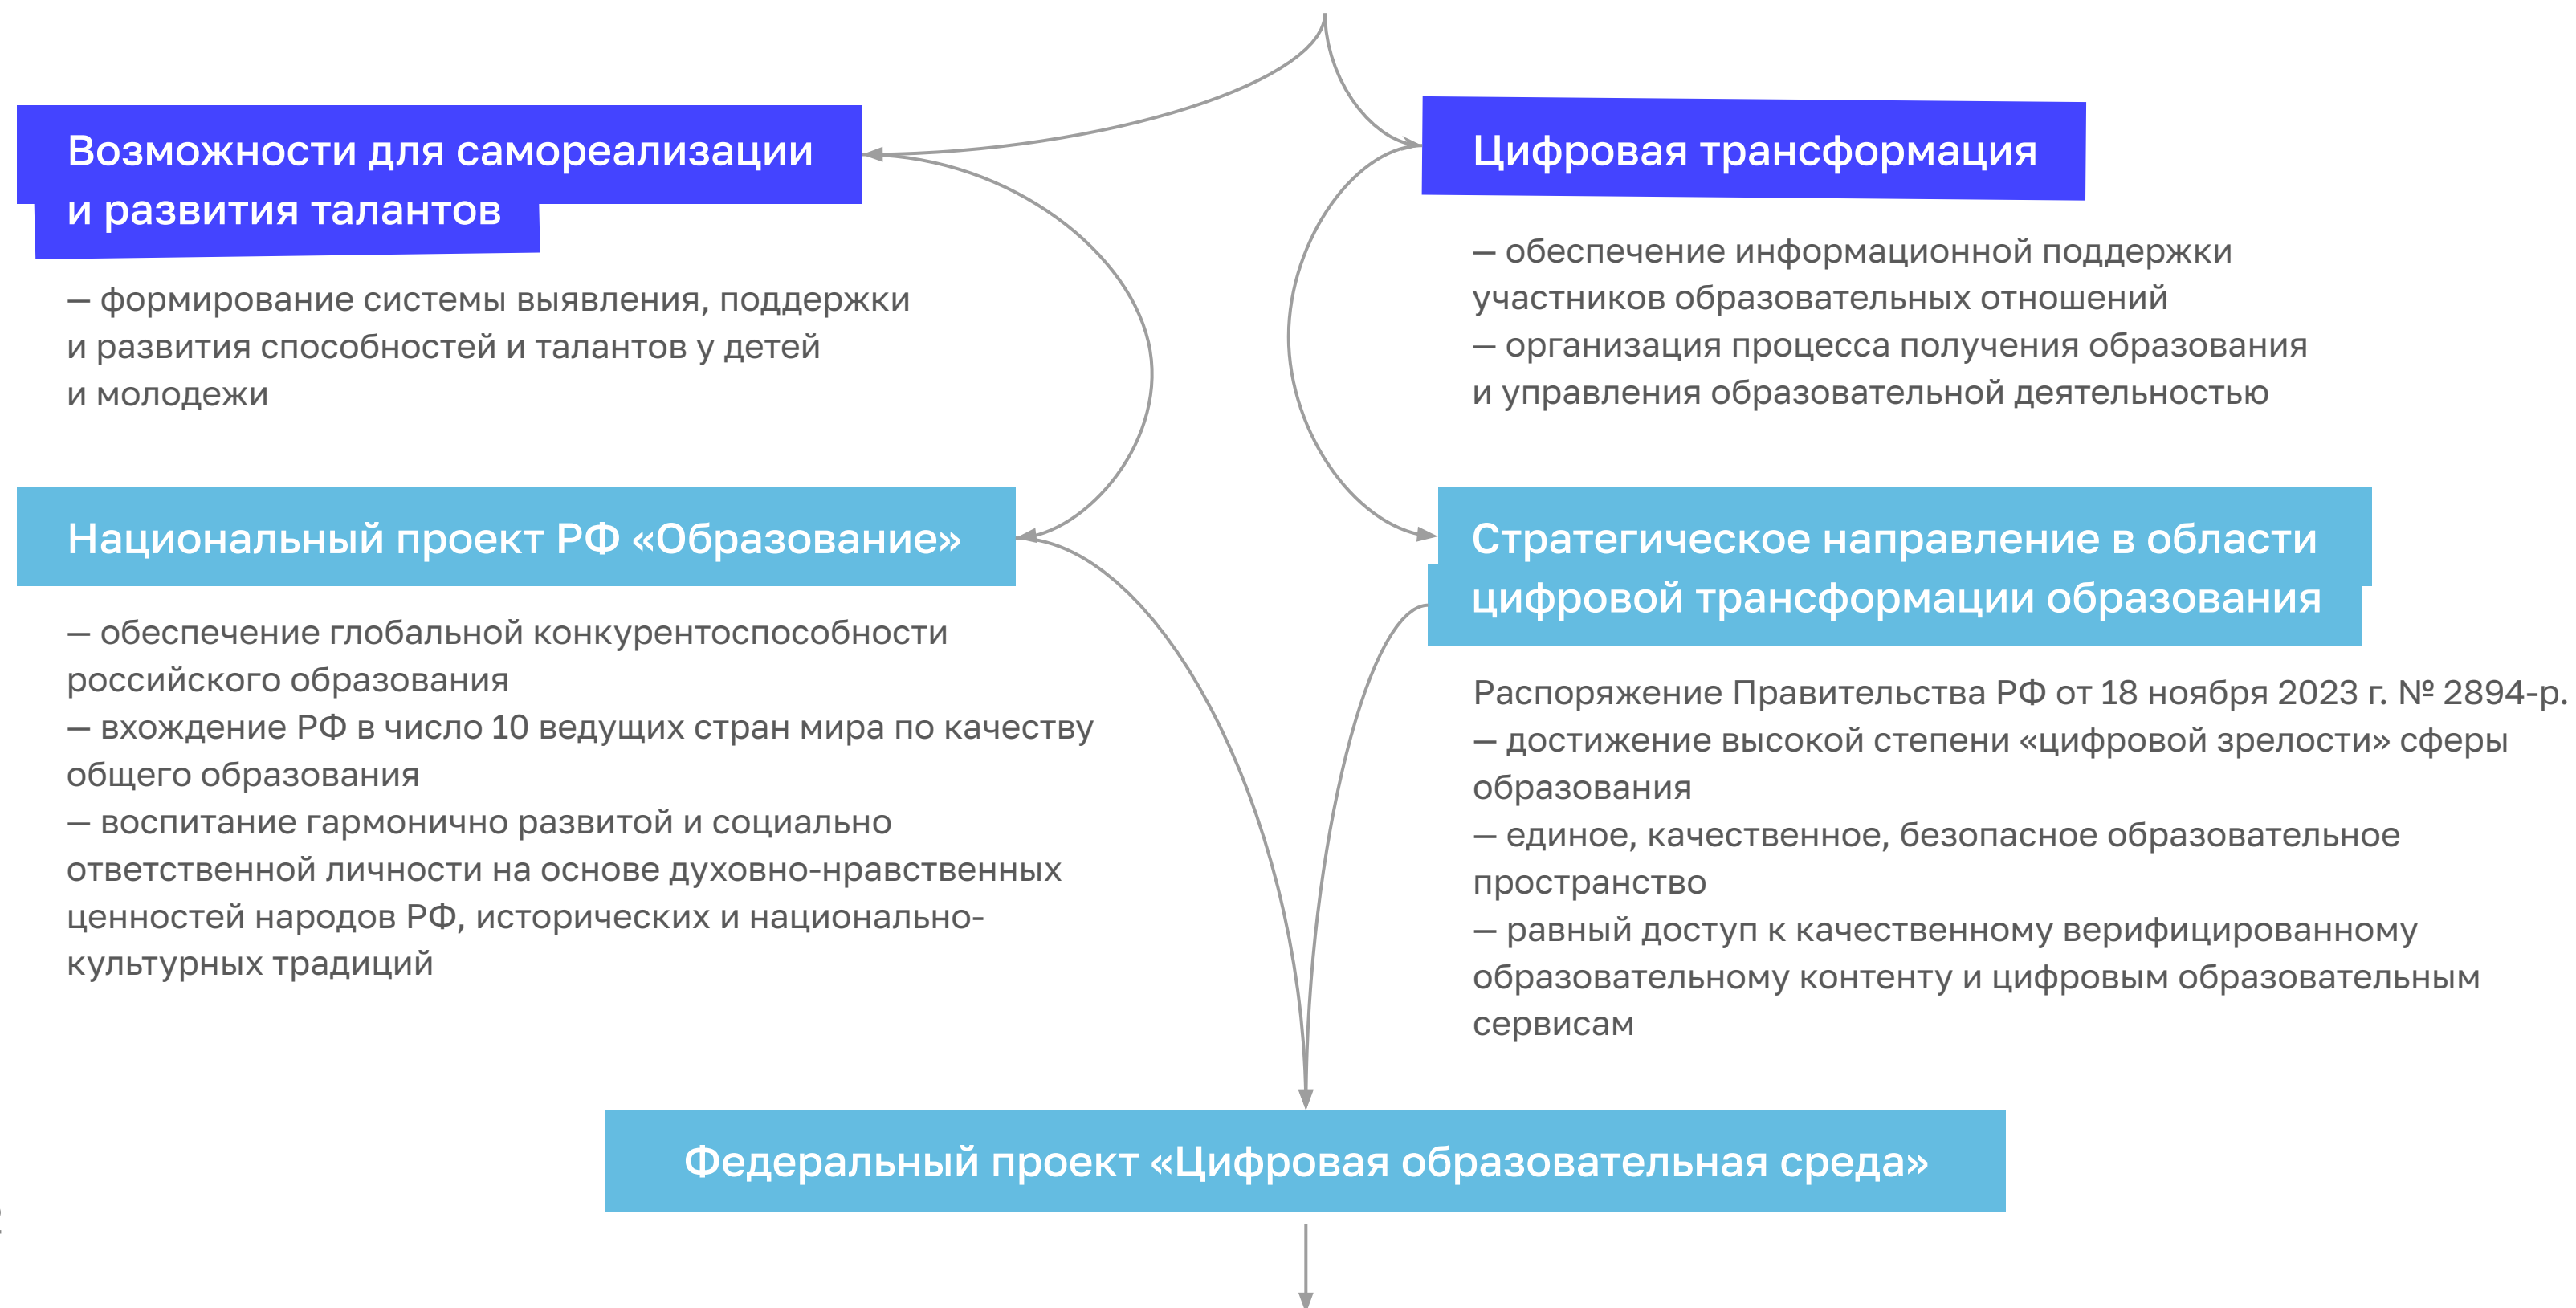 Возможности для самореализации
и развития талантов
— формирование системы выявления, поддержки
и развития способностей и талантов у детей
и молодежи
Цифровая трансформация
— обеспечение информационной поддержки
участников образовательных отношений
— организация процесса получения образования
и управления образовательной деятельностью
Национальный проект РФ «Образование»
— обеспечение глобальной конкурентоспособности
российского образования
— вхождение РФ в число 10 ведущих стран мира по качеству
общего образования
— воспитание гармонично развитой и социально
ответственной личности на основе духовно-нравственных
ценностей народов РФ, исторических и национально-
культурных традиций
Стратегическое направление в области
цифровой трансформации образования
Распоряжение Правительства РФ от 18 ноября 2023 г. № 2894-р.
— достижение высокой степени «цифровой зрелости» сферы
образования
— единое, качественное, безопасное образовательное
пространство
— равный доступ к качественному верифицированному
образовательному контенту и цифровым образовательным
сервисам
Федеральный проект «Цифровая образовательная среда»